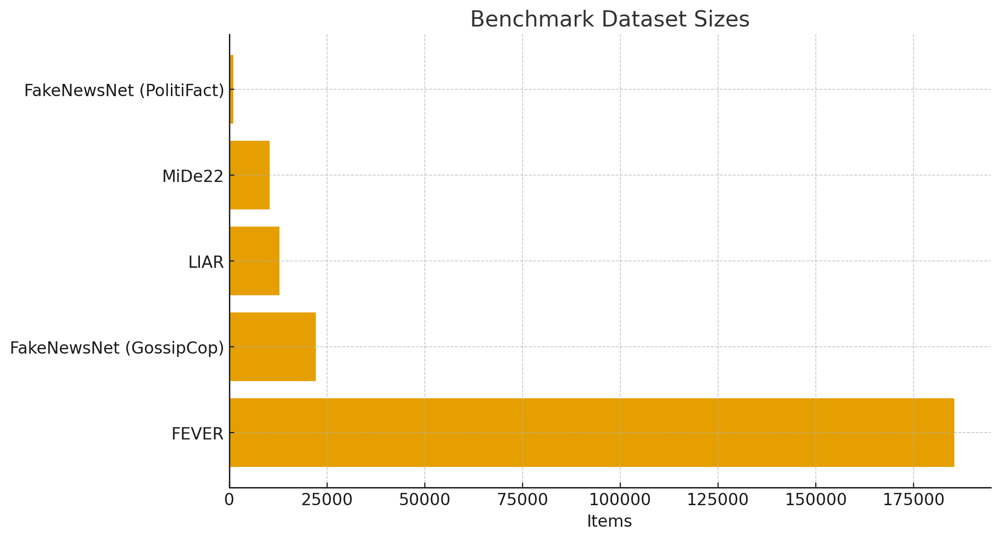 Benchmark Dataset Sizes
FakeNewsNet (PolitiFact)
MiDe22
LIAR
FakeNewsNet (GossipCop)
FEVER
0 25000 50000 75000 100000 125000 150000 175000
Items